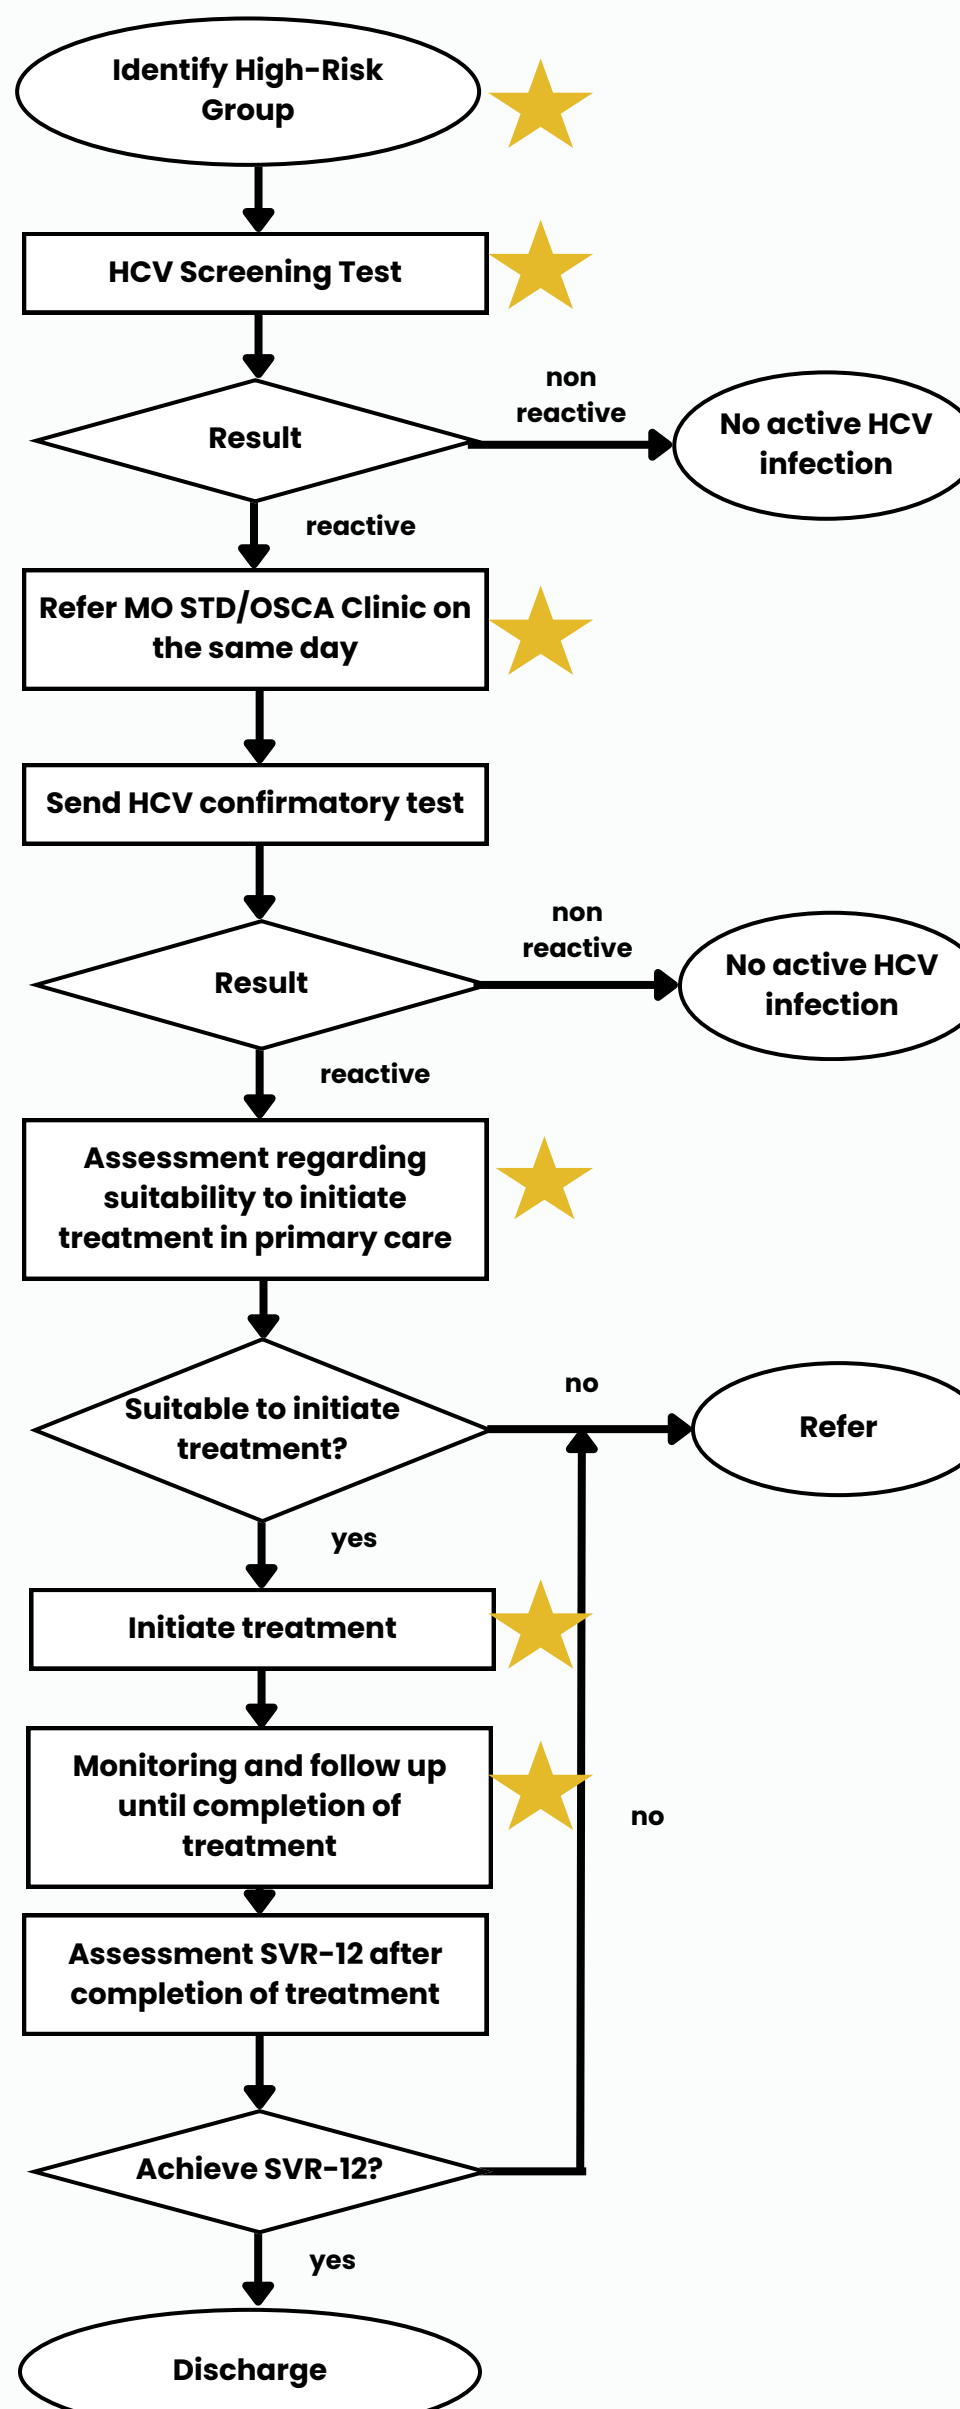 Identify High-Risk
Group
HCV Screening Test
non
reactive
Result
No active HCV
infection
reactive
Refer MO STD/OSCA Clinic on
the same day
Send HCV confirmatory test
non
reactive
Result
No active HCV
infection
reactive
Assessment regarding
suitability to initiate
treatment in primary care
no
Suitable to initiate
treatment?
Refer
yes
Initiate treatment
Monitoring and follow up
until completion of
treatment
no
Assessment SVR-12 after
completion of treatment
Achieve SVR-12?
yes
Discharge